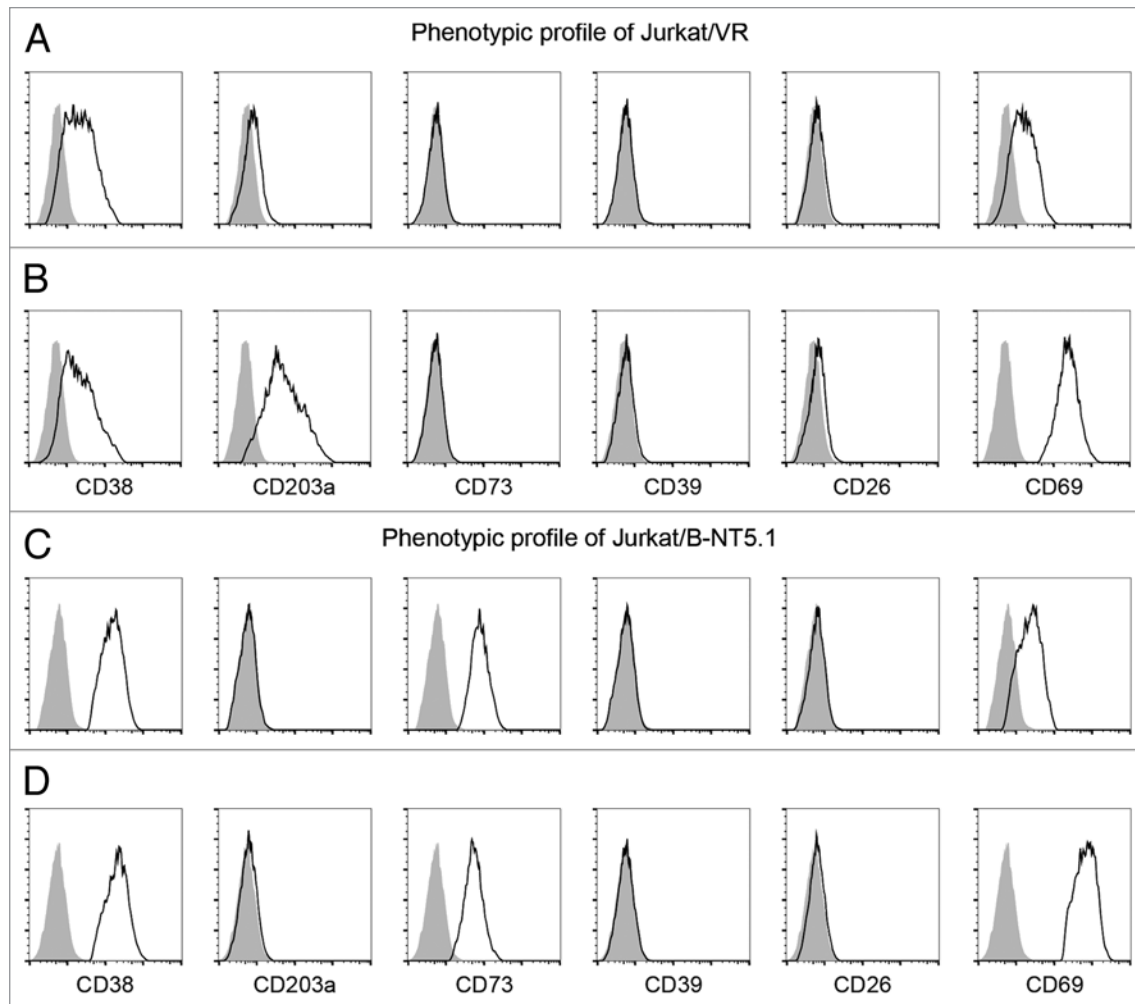 A
Phenotypic profile of Jurkat/VR
B
CD38 CD203a CD73 CD39 CD26 CD69
C
Phenotypic profile of Jurkat/B-NT5.1
D
CD38 CD203a CD73 CD39 CD26 CD69